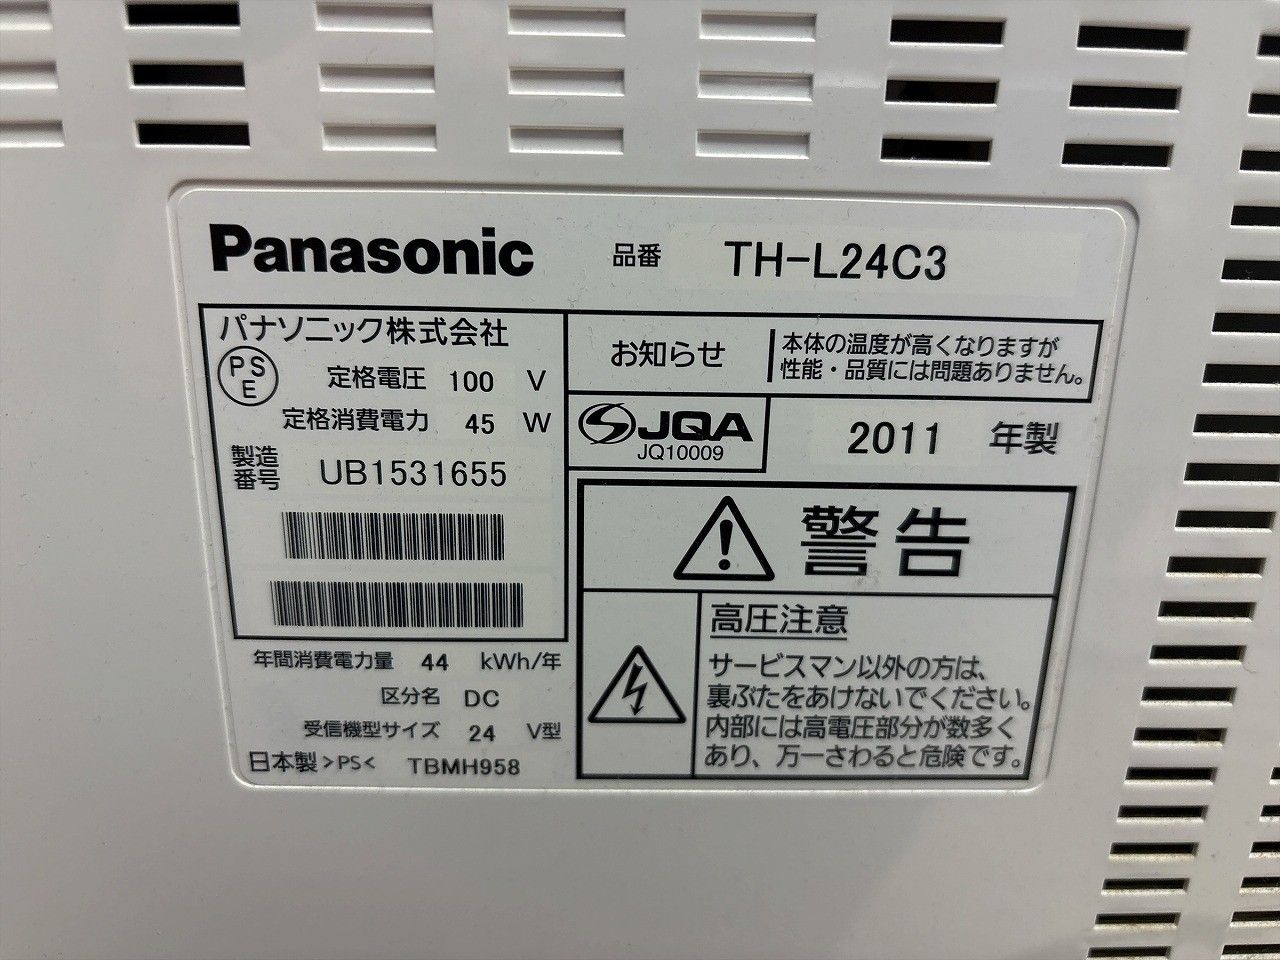 Panasonic 品番 TH-L24C3
パナソニック株式会社
PS
E
定格電圧 100 V
定格消費電力 45 W
製造
番号 UB1531655
お知らせ
本体の温度が高くなりますが
性能・品質には問題ありません。
JQA
JQ10009
2011 年製
警告
高圧注意
サービスマン以外の方は、
裏ぶたをあけないでください。
内部には高電圧部分が数多く
あり、万一さわると危険です。
年間消費電力量 44 kWh/年
区分名 DC
受信機型サイズ 24 V型
日本製 >PS< TBMH958